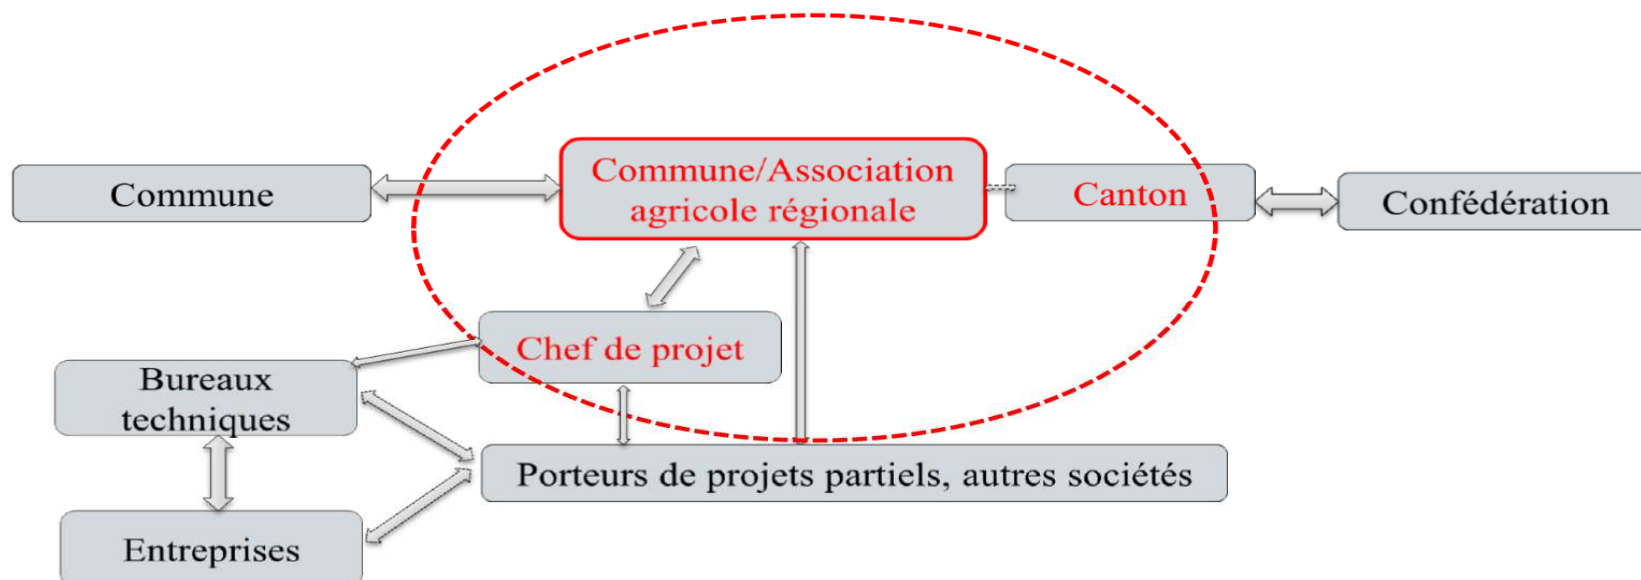 Commune
Commune/Association
agricole régionale
Canton
Confédération
Chef de projet
Bureaux
techniques
Porteurs de projets partiels, autres sociétés
Entreprises